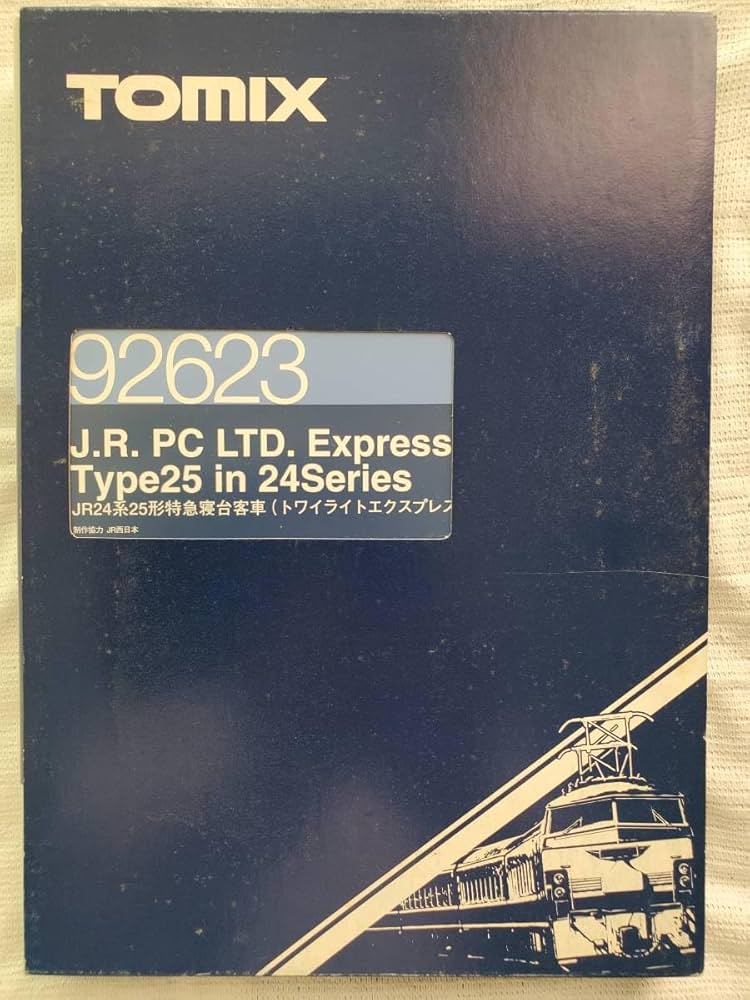 TOMIX
92623
J.R. PC LTD. Express
Type25 in 24Series
JR24系25形特急寝台客車(トワイライトエクスプレス
制作協力 JR西日本